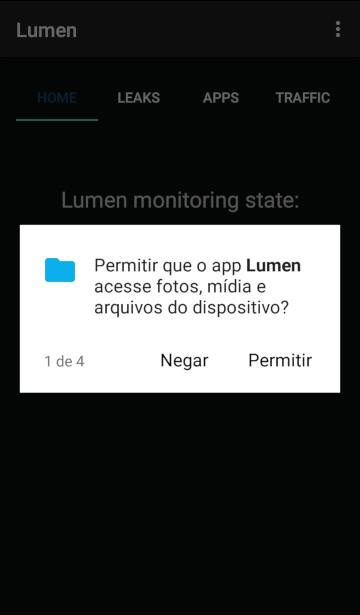 Lumen
HOME LEAKS APPS TRAFFIC
Lumen monitoring state:
Permitir que o app Lumen
acesse fotos, mídia e
arquivos do dispositivo?
1 de 4 Negar Permitir